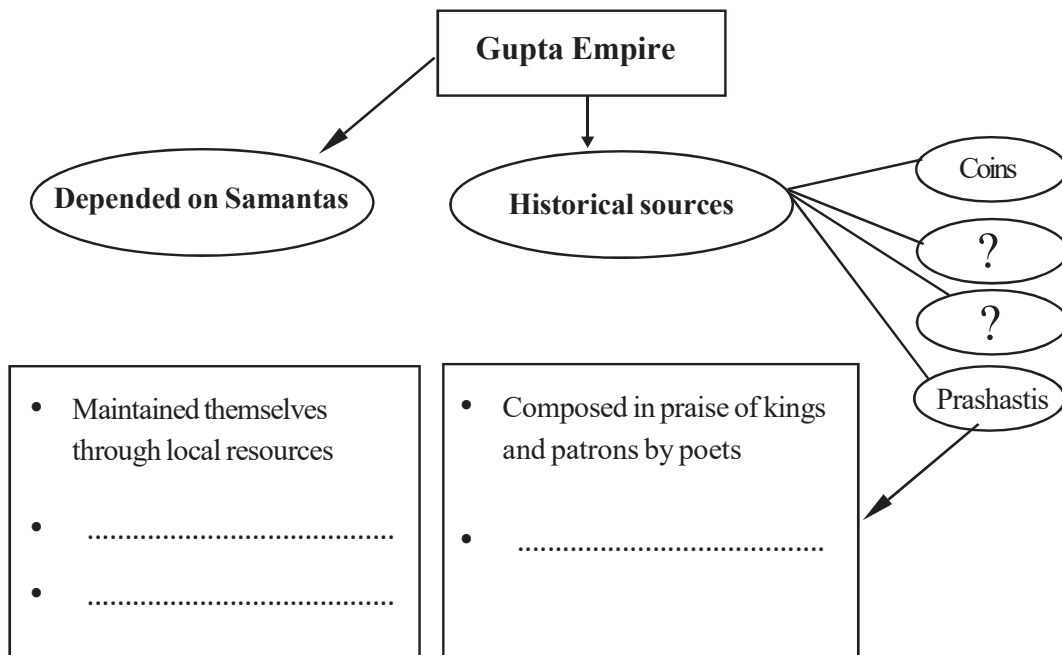 Gupta Empire
Depended on Samantas
Historical sources
Coins
?
?
Prashastis
• Maintained themselves
through local resources
• ..........................................
• ..........................................
• Composed in praise of kings
and patrons by poets
• ..........................................